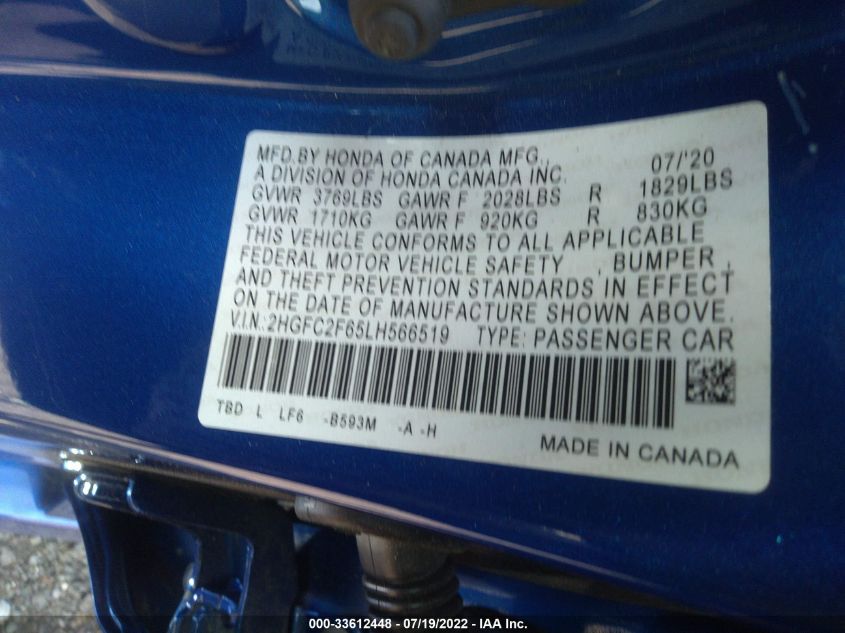 MFD.BY HONDA OF CANADA MFG., 07/'20
A DIVISION OF HONDA CANADA INC.
GVWR 3769LBS GAWR F 2028LBS R 1829LBS
GVWR 1710KG GAWR F 920KG R 830KG
THIS VEHICLE CONFORMS TO ALL APPLICABLE
FEDERAL MOTOR VEHICLE SAFETY , BUMPER ,
AND THEFT PREVENTION STANDARDS IN EFFECT
ON THE DATE OF MANUFACTURE SHOWN ABOVE.
V.I.N.:2HGFC2F65LH566519 TYPE: PASSENGER CAR
TBD L LF6 -B593M -A -H
MADE IN CANADA
000-33612448 - 07/19/2022 - IAA Inc.